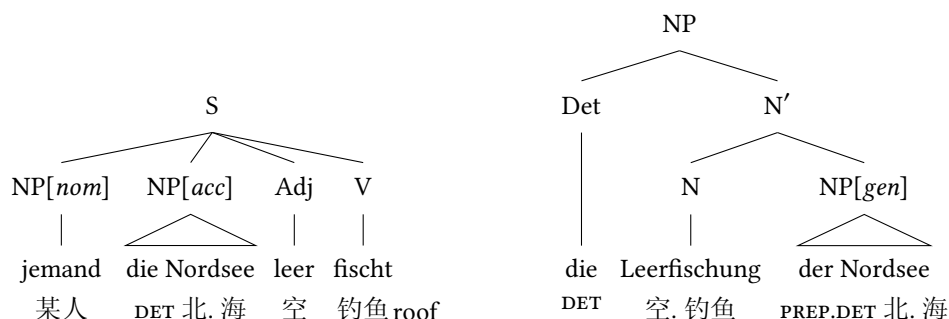 NP
S
Det N′
NP[nom] NP[acc] Adj V
N NP[gen]
jemand die Nordsee leer fischt
die Leerfischung der Nordsee
某人 DET 北. 海 空 钓鱼 roof
DET 空. 钓鱼 PREP.DET 北. 海